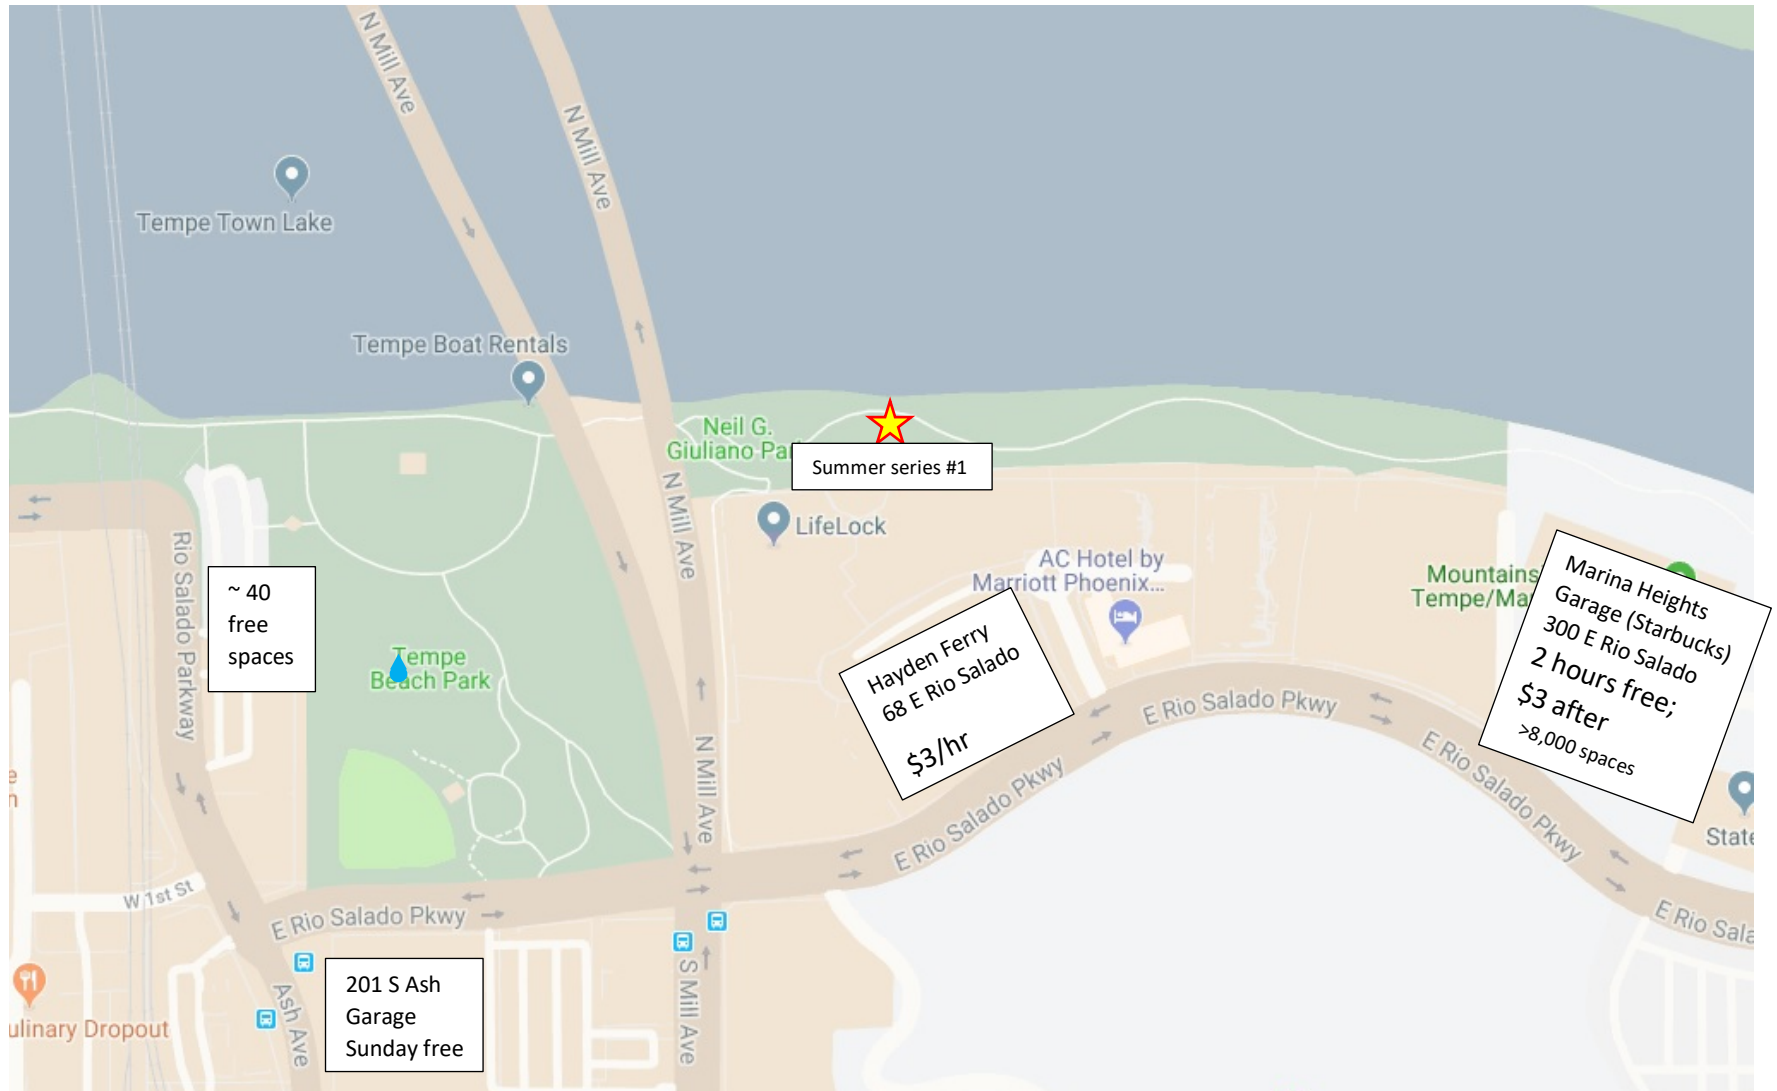 N Mill Ave
N Mill Ave
Tempe Town Lake
Tempe Boat Rentals
Neil G.
Giuliano Pa
Summer series #1
N Mill Ave
LifeLock
AC Hotel by
Marriott Phoenix...
Mountains
Tempe/Ma
Marina Heights
Garage (Starbucks)
300 E Rio Salado
2 hours free;
$3 after
>8,000 spaces
Rio Salado Parkway
~ 40
free
spaces
Tempe
Beach Park
Hayden Ferry
68 E Rio Salado
$3/hr
E Rio Salado Pkwy
E Rio Salado Pkwy
N Mill Ave
E Rio Salado Pkwy
State
W 1st St
E Rio Salado Pkwy
E Rio Sala
201 S Ash
Garage
Sunday free
S Mill Ave
Ash Ave
ulinary Dropout
e
n